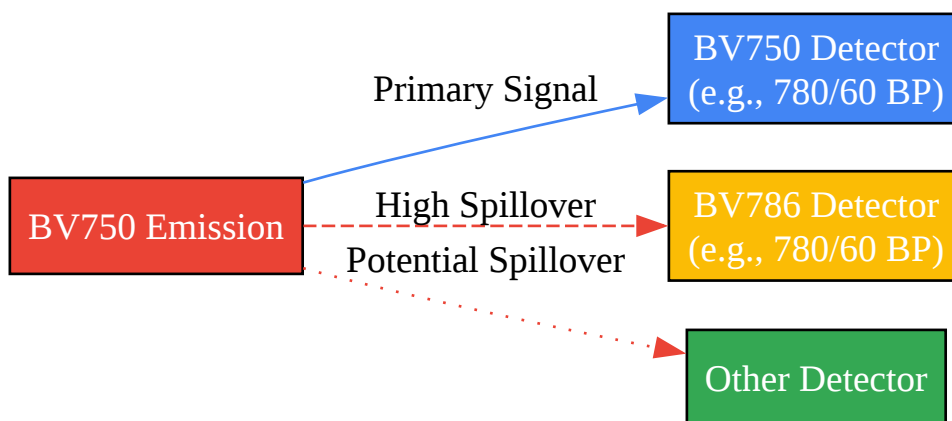 BV750 Detector
(e.g., 780/60 BP)
Primary Signal
BV750 Emission
High Spillover
BV786 Detector
(e.g., 780/60 BP)
Potential Spillover
Other Detector